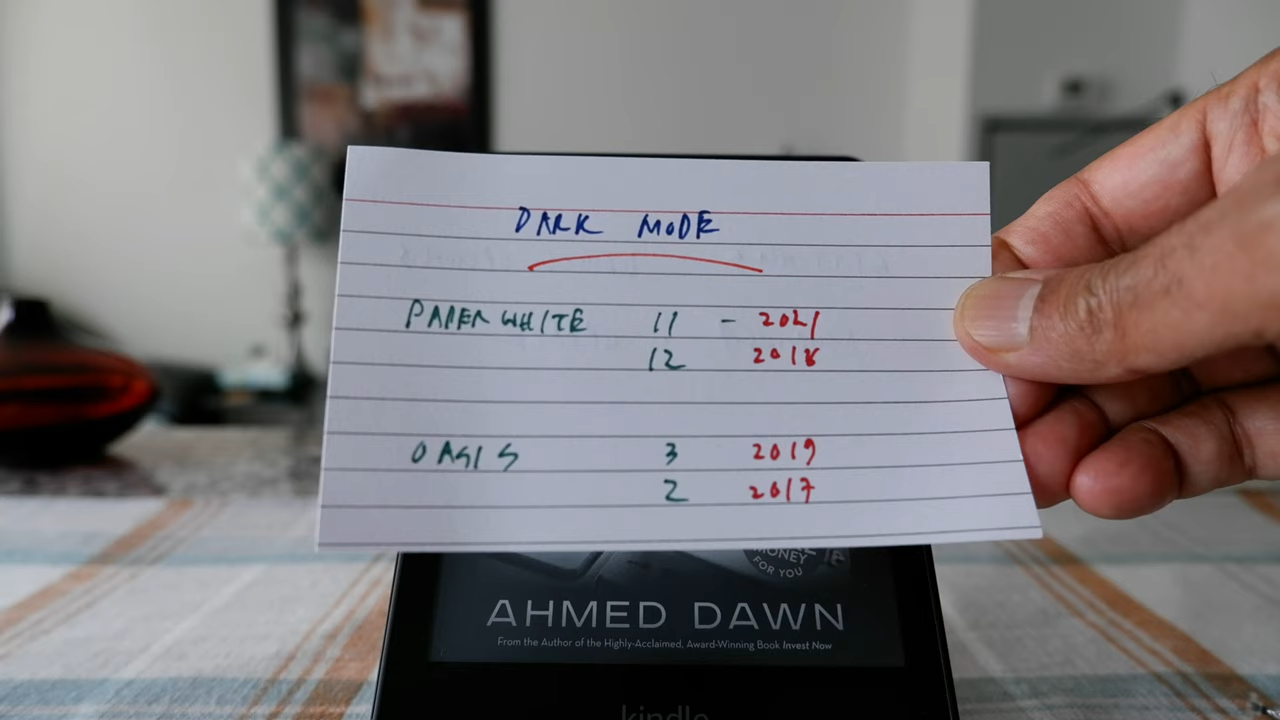 DARK MODE
PAPERWHITE 11 - 2021
12 2018
OASIS 3 2019
2 2017
MONEY
FOR YOU
AHMED DAWN
From the Author of the Highly-Acclaimed, Award-Winning Book Invest Now
kindle